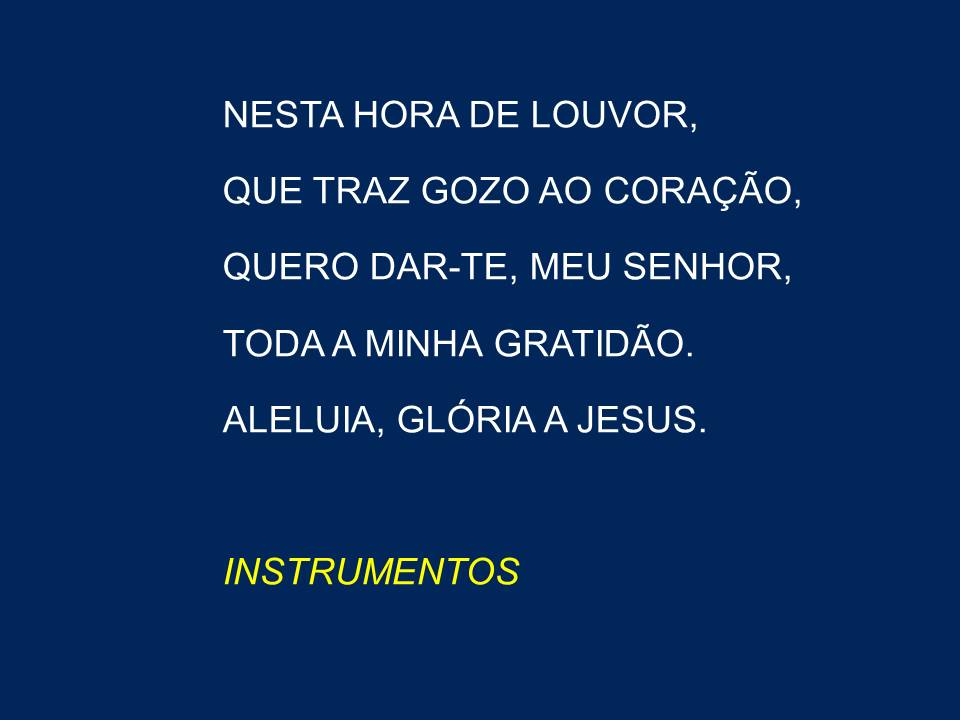 NESTA HORA DE LOUVOR,
QUE TRAZ GOZO AO CORAÇÃO,
QUERO DAR-TE, MEU SENHOR,
TODA A MINHA GRATIDÃO.
ALELUIA, GLÓRIA A JESUS.
INSTRUMENTOS